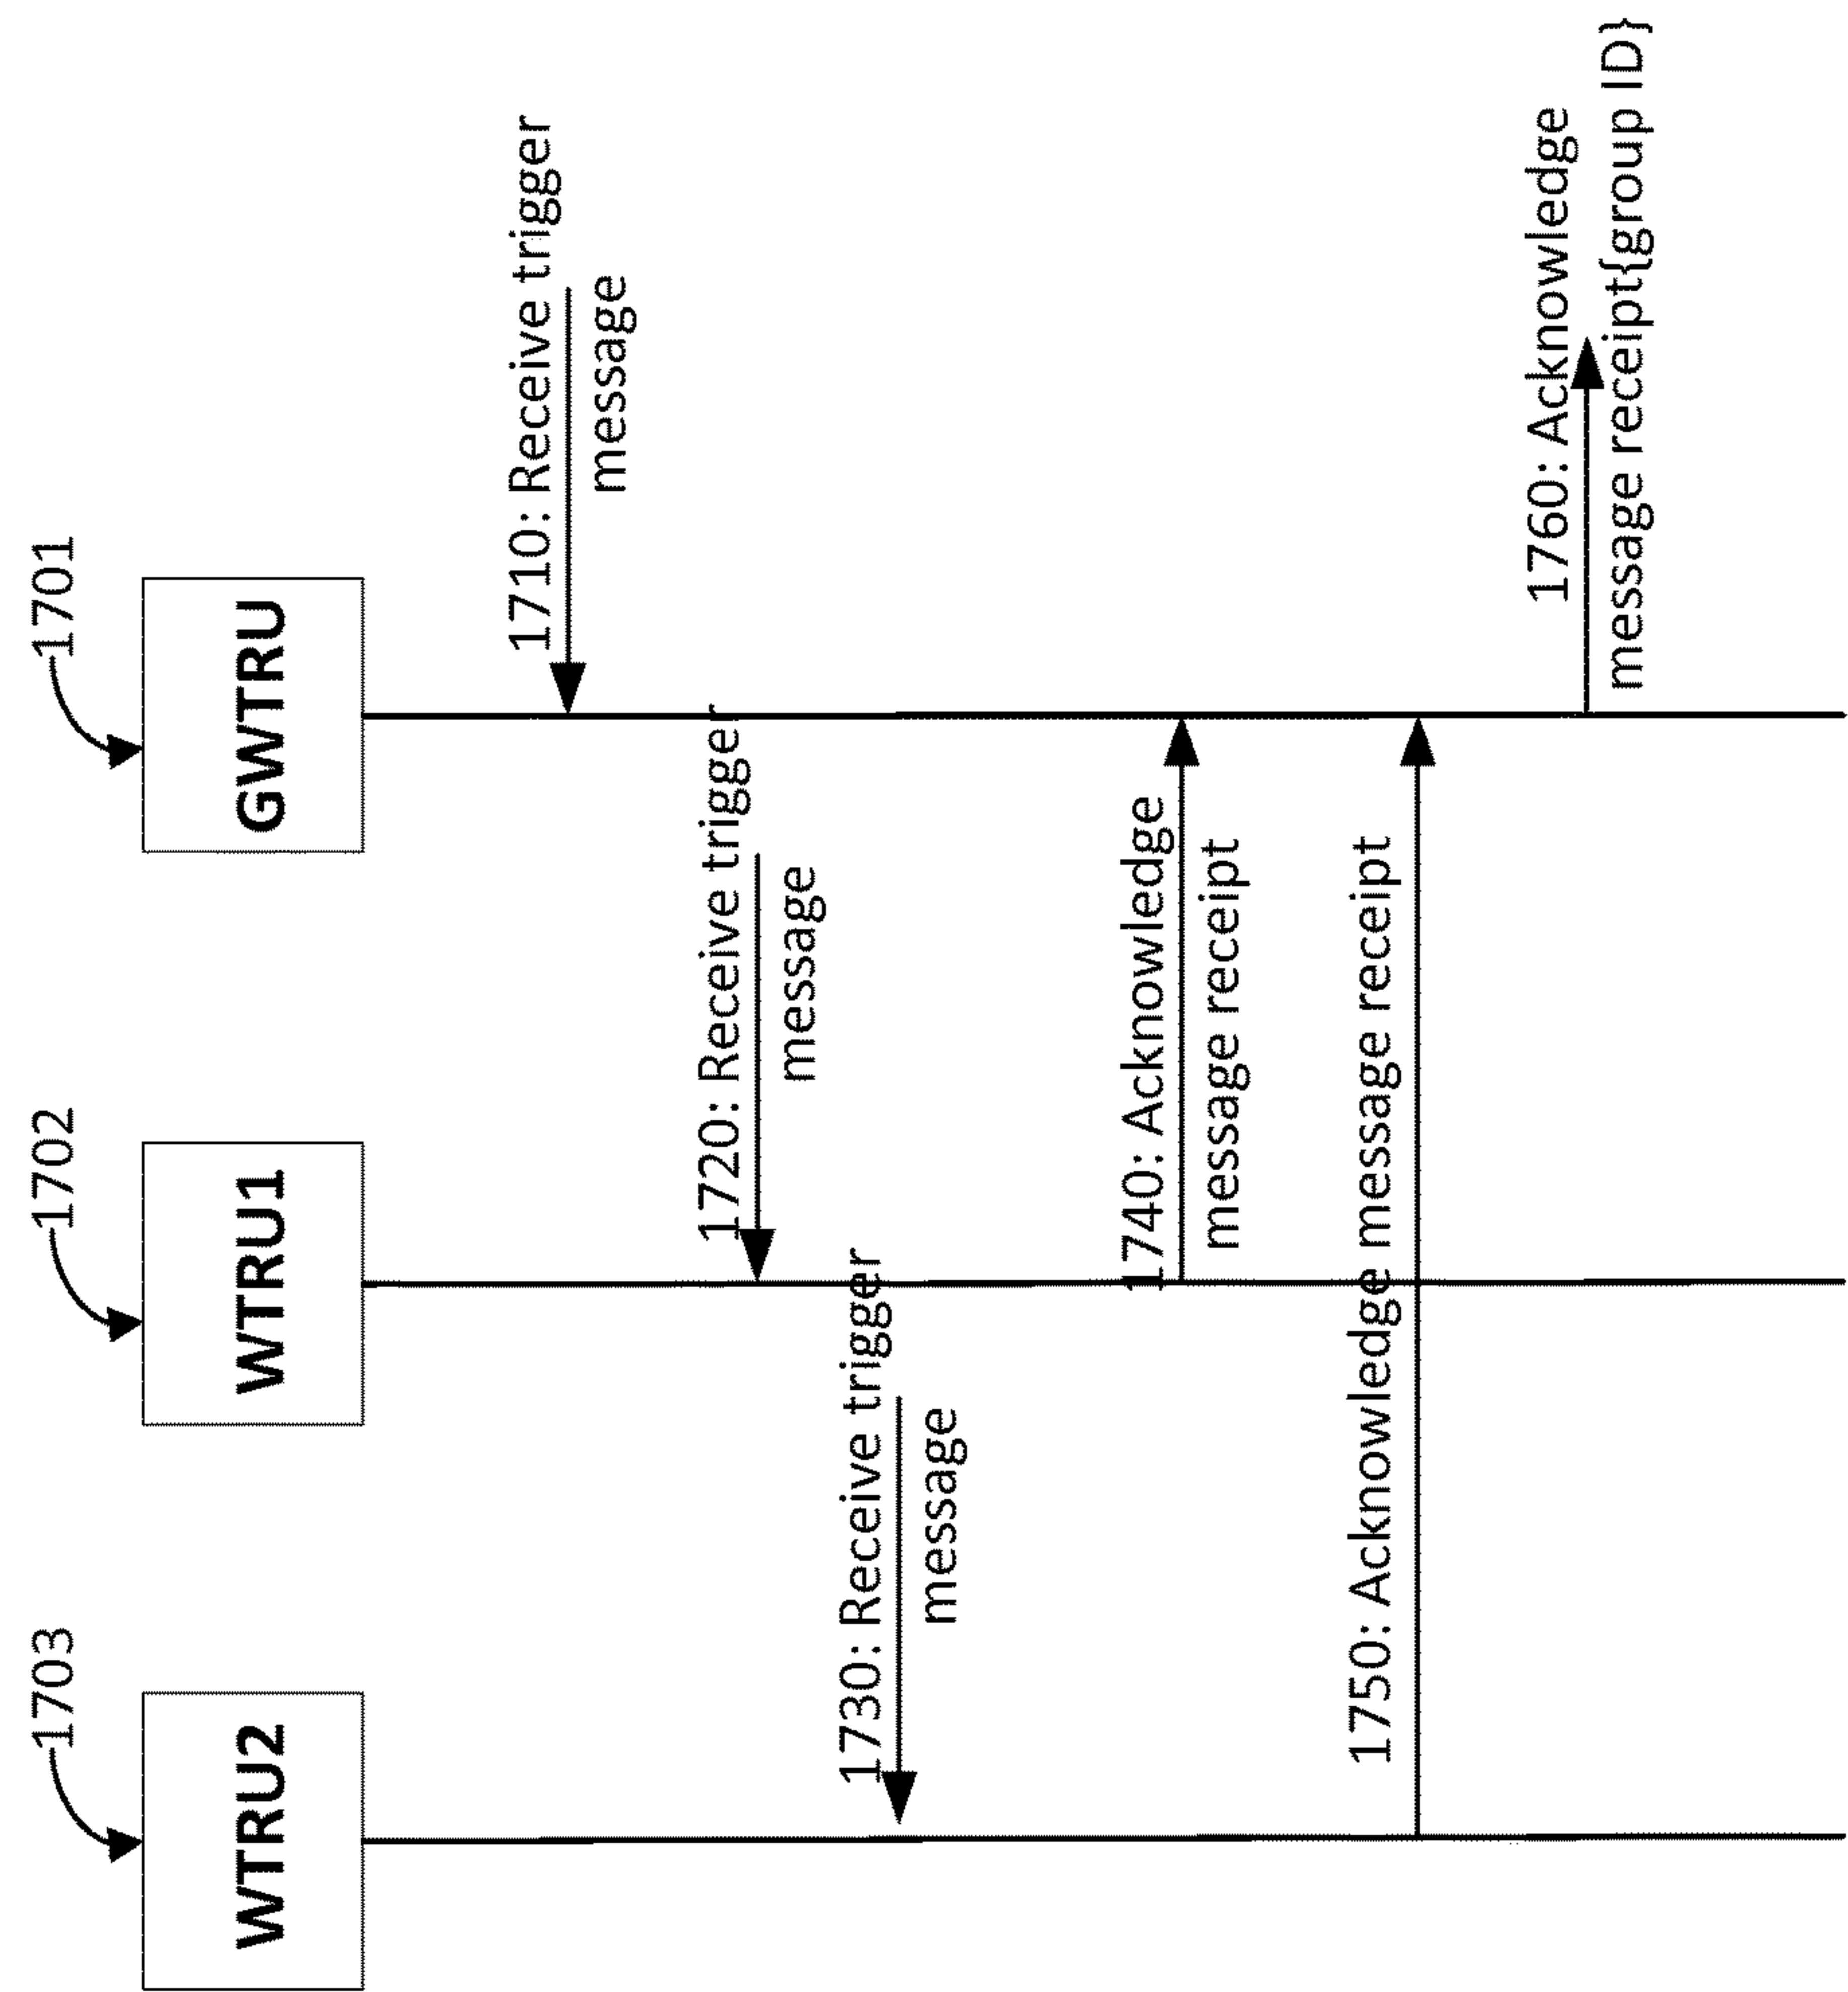 1703
1702
1701
WTRU2
WTRU1
GWTRU
1710: Receive trigger
message
1720: Receive trigger
message
1730: Receive trigger
message
1740: Acknowledge
message receipt
1750: Acknowledge message receipt
1760: Acknowledge
message receipt{group ID}